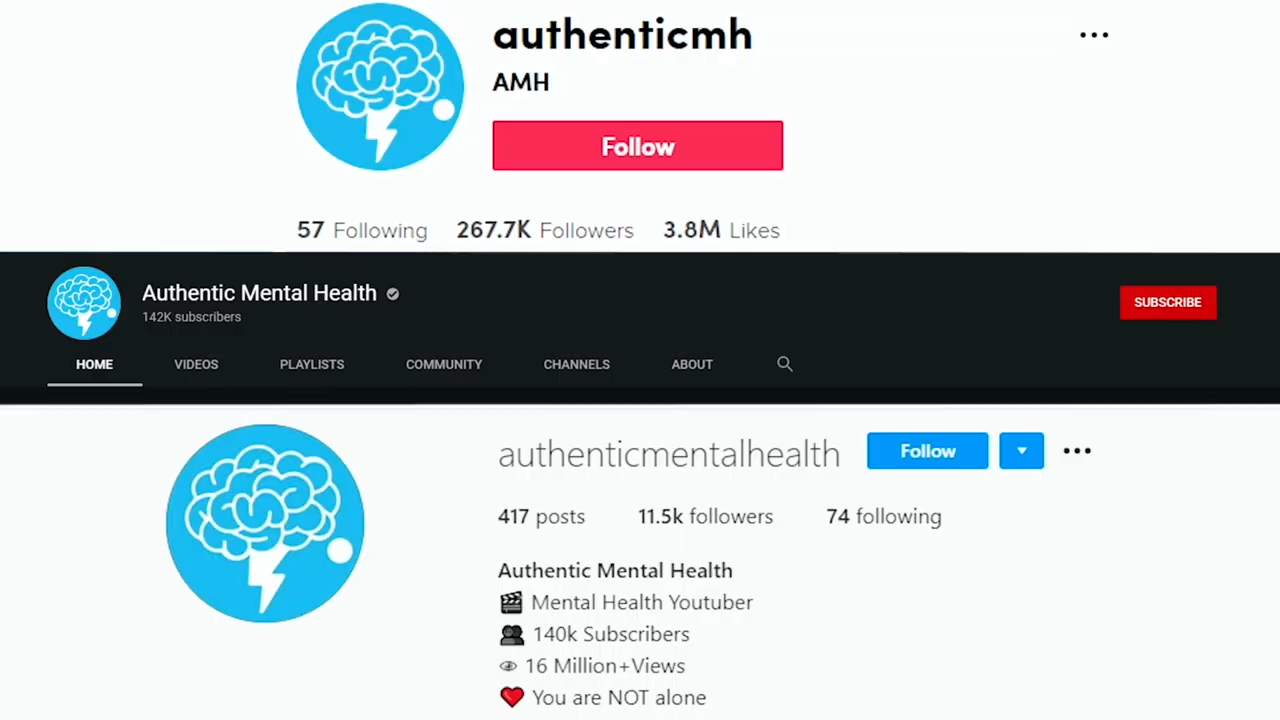 authenticmh
AMH
Follow
57 Following 267.7K Followers 3.8M Likes
Authentic Mental Health
142K subscribers
SUBSCRIBE
HOME VIDEOS PLAYLISTS COMMUNITY CHANNELS ABOUT
authenticmentalhealth Follow
417 posts 11.5k followers 74 following
Authentic Mental Health
Mental Health Youtuber
140k Subscribers
16 Million+Views
You are NOT alone